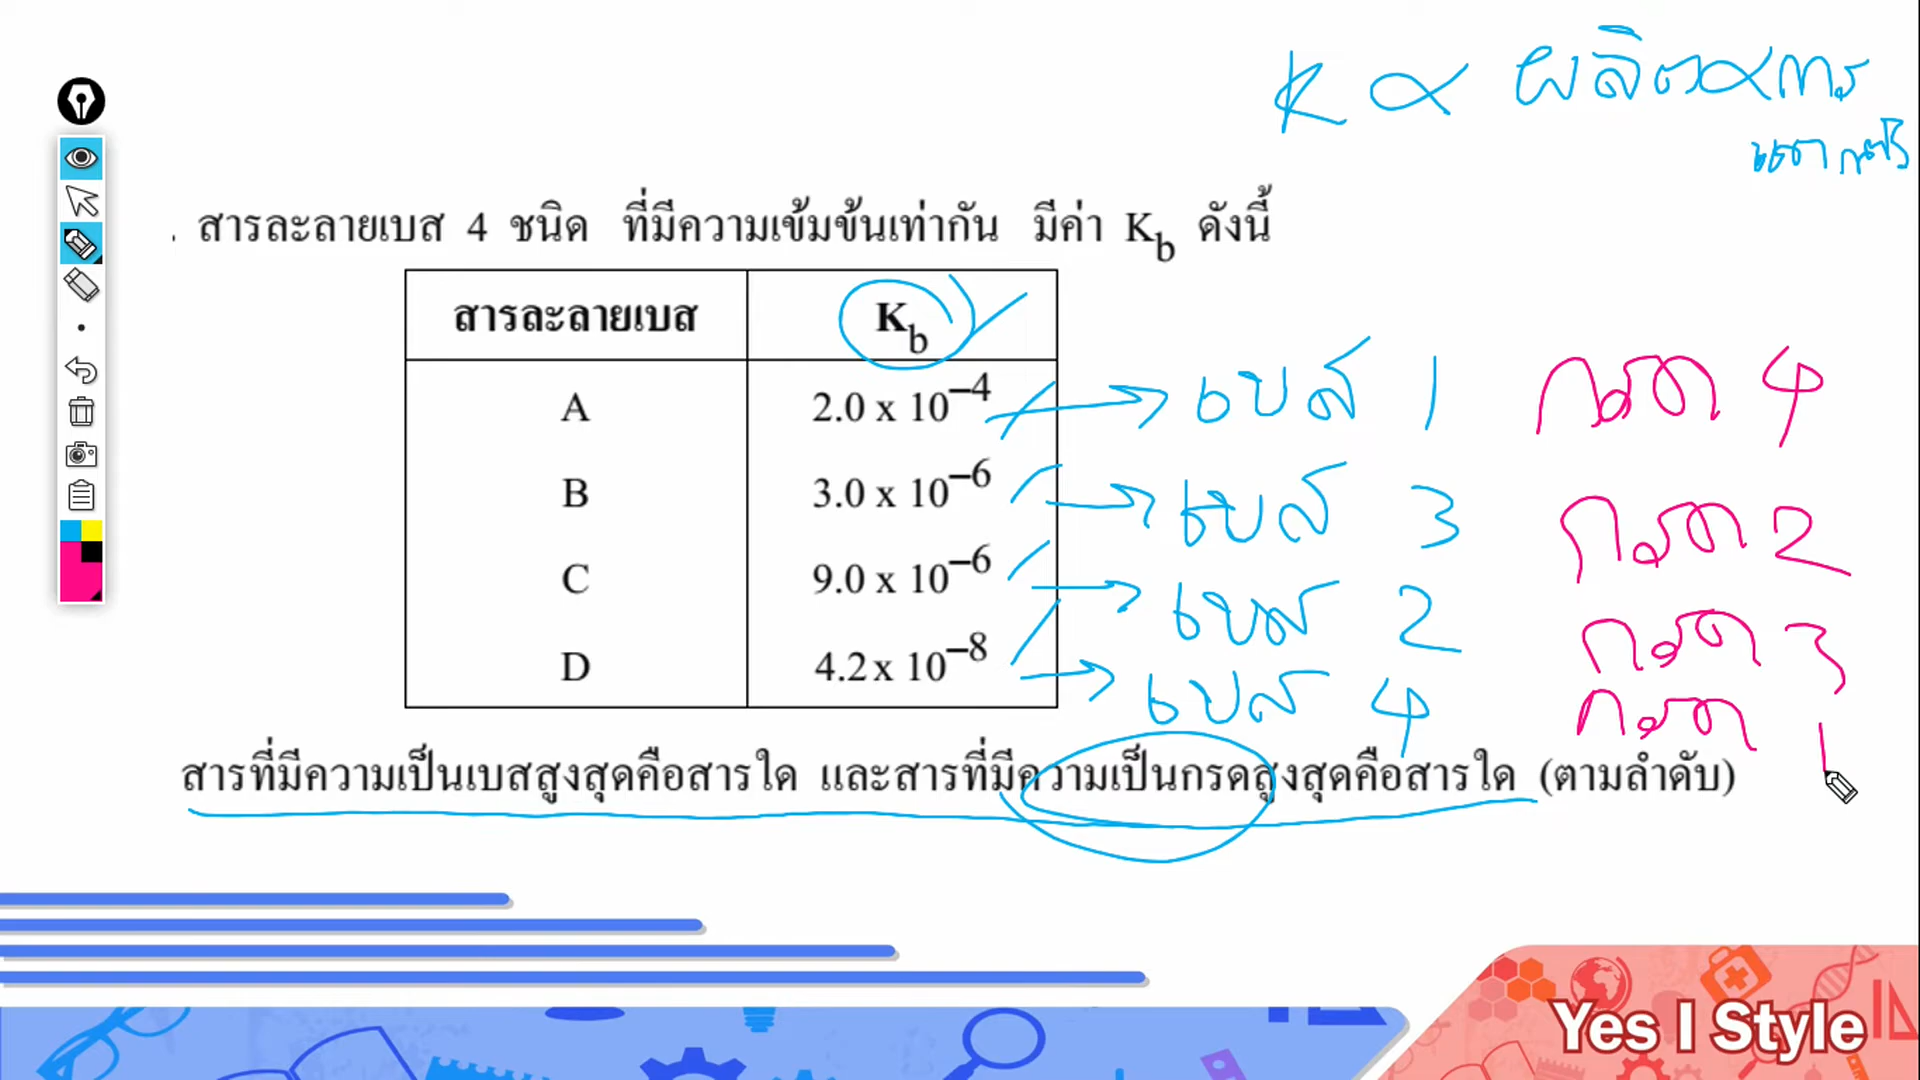 K ∝ ผลิตภัณฑ์
สารละลายเบส 4 ชนิด ที่มีความเข้มข้นเท่ากัน มีค่า Kb ดังนี้
สารละลายเบส Kb
A 2.0 x 10−4 เบส 1 กรด 4
B 3.0 x 10−6 เบส 3 กรด 2
C 9.0 x 10−6 เบส 2 กรด 3
D 4.2 x 10−8 เบส 4 กรด 1
สารที่มีความเป็นเบสสูงสุดคือสารใด และสารที่มีความเป็นกรดสูงสุดคือสารใด (ตามลำดับ)
Yes I Style